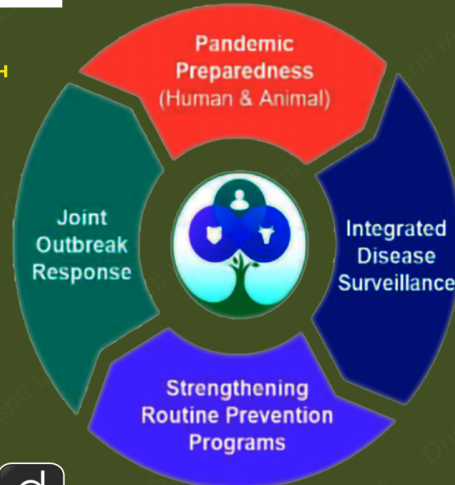 H
Pandemic
Preparedness
(Human & Animal)
Integrated
Disease
Surveillance
Strengthening
Routine Prevention
Programs
Joint
Outbreak
Response
d